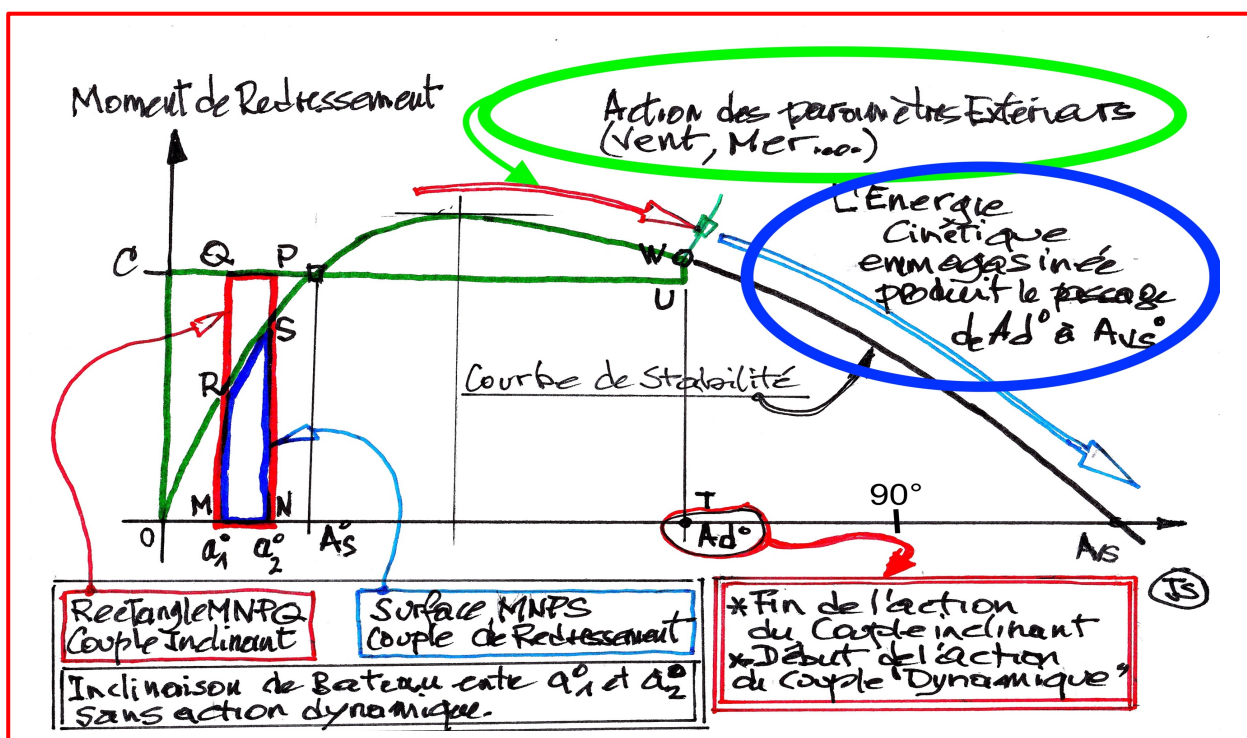 Moment de Redressement
Action des paramètrs Extérieurs
(Vent, Mer....)
L'Energie
Cinétique
emmagasinée
produit le passage
de Ad° à Avs°
C
Q
P
W
U
S
R
Courbe de Stabilité
M
N
T
90°
O
a°1
a°2
A°s
Ad°
Avs
JS
Rectangle MNPQ
Couple Inclinant
Surface MNPS
Couple de Redressement
Inclinaison de Bateau entre a°1 et a°2
sans action dynamique.
*Fin de l'action
du Couple inclinant
*Début de l'action
du Couple "Dynamique"